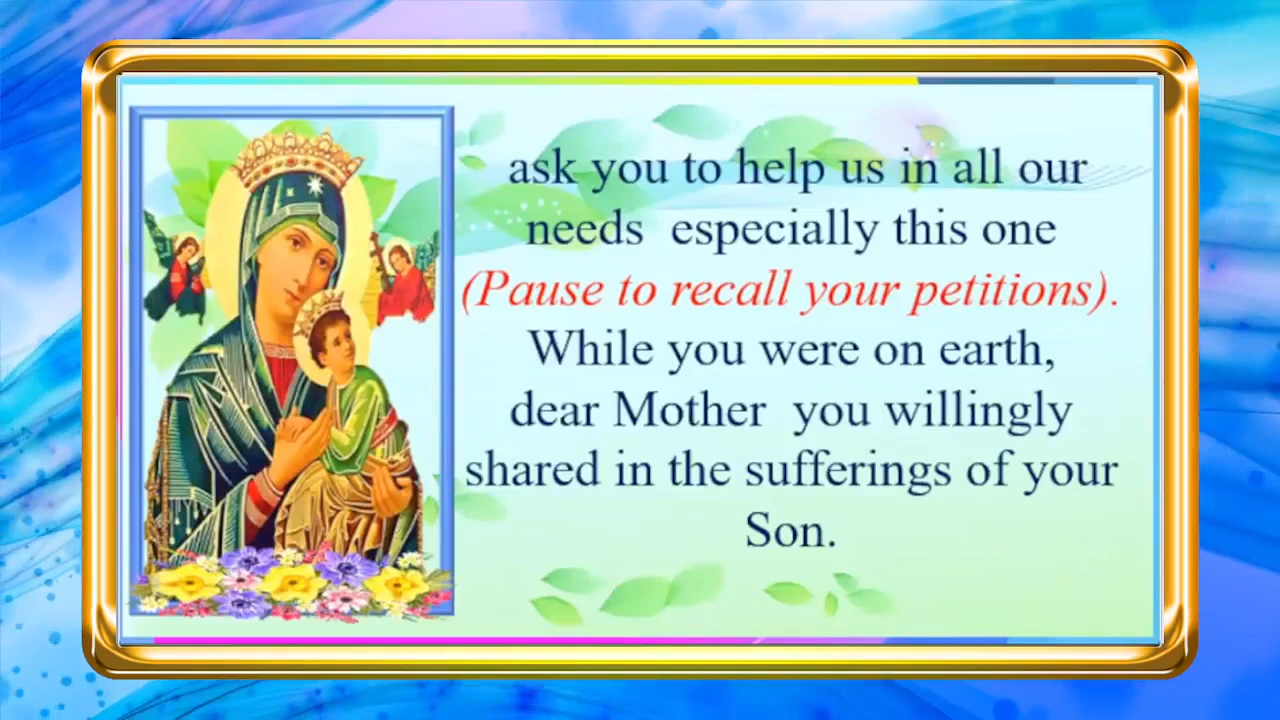 ask you to help us in all our
needs especially this one
(Pause to recall your petitions).
While you were on earth,
dear Mother you willingly
shared in the sufferings of your
Son.